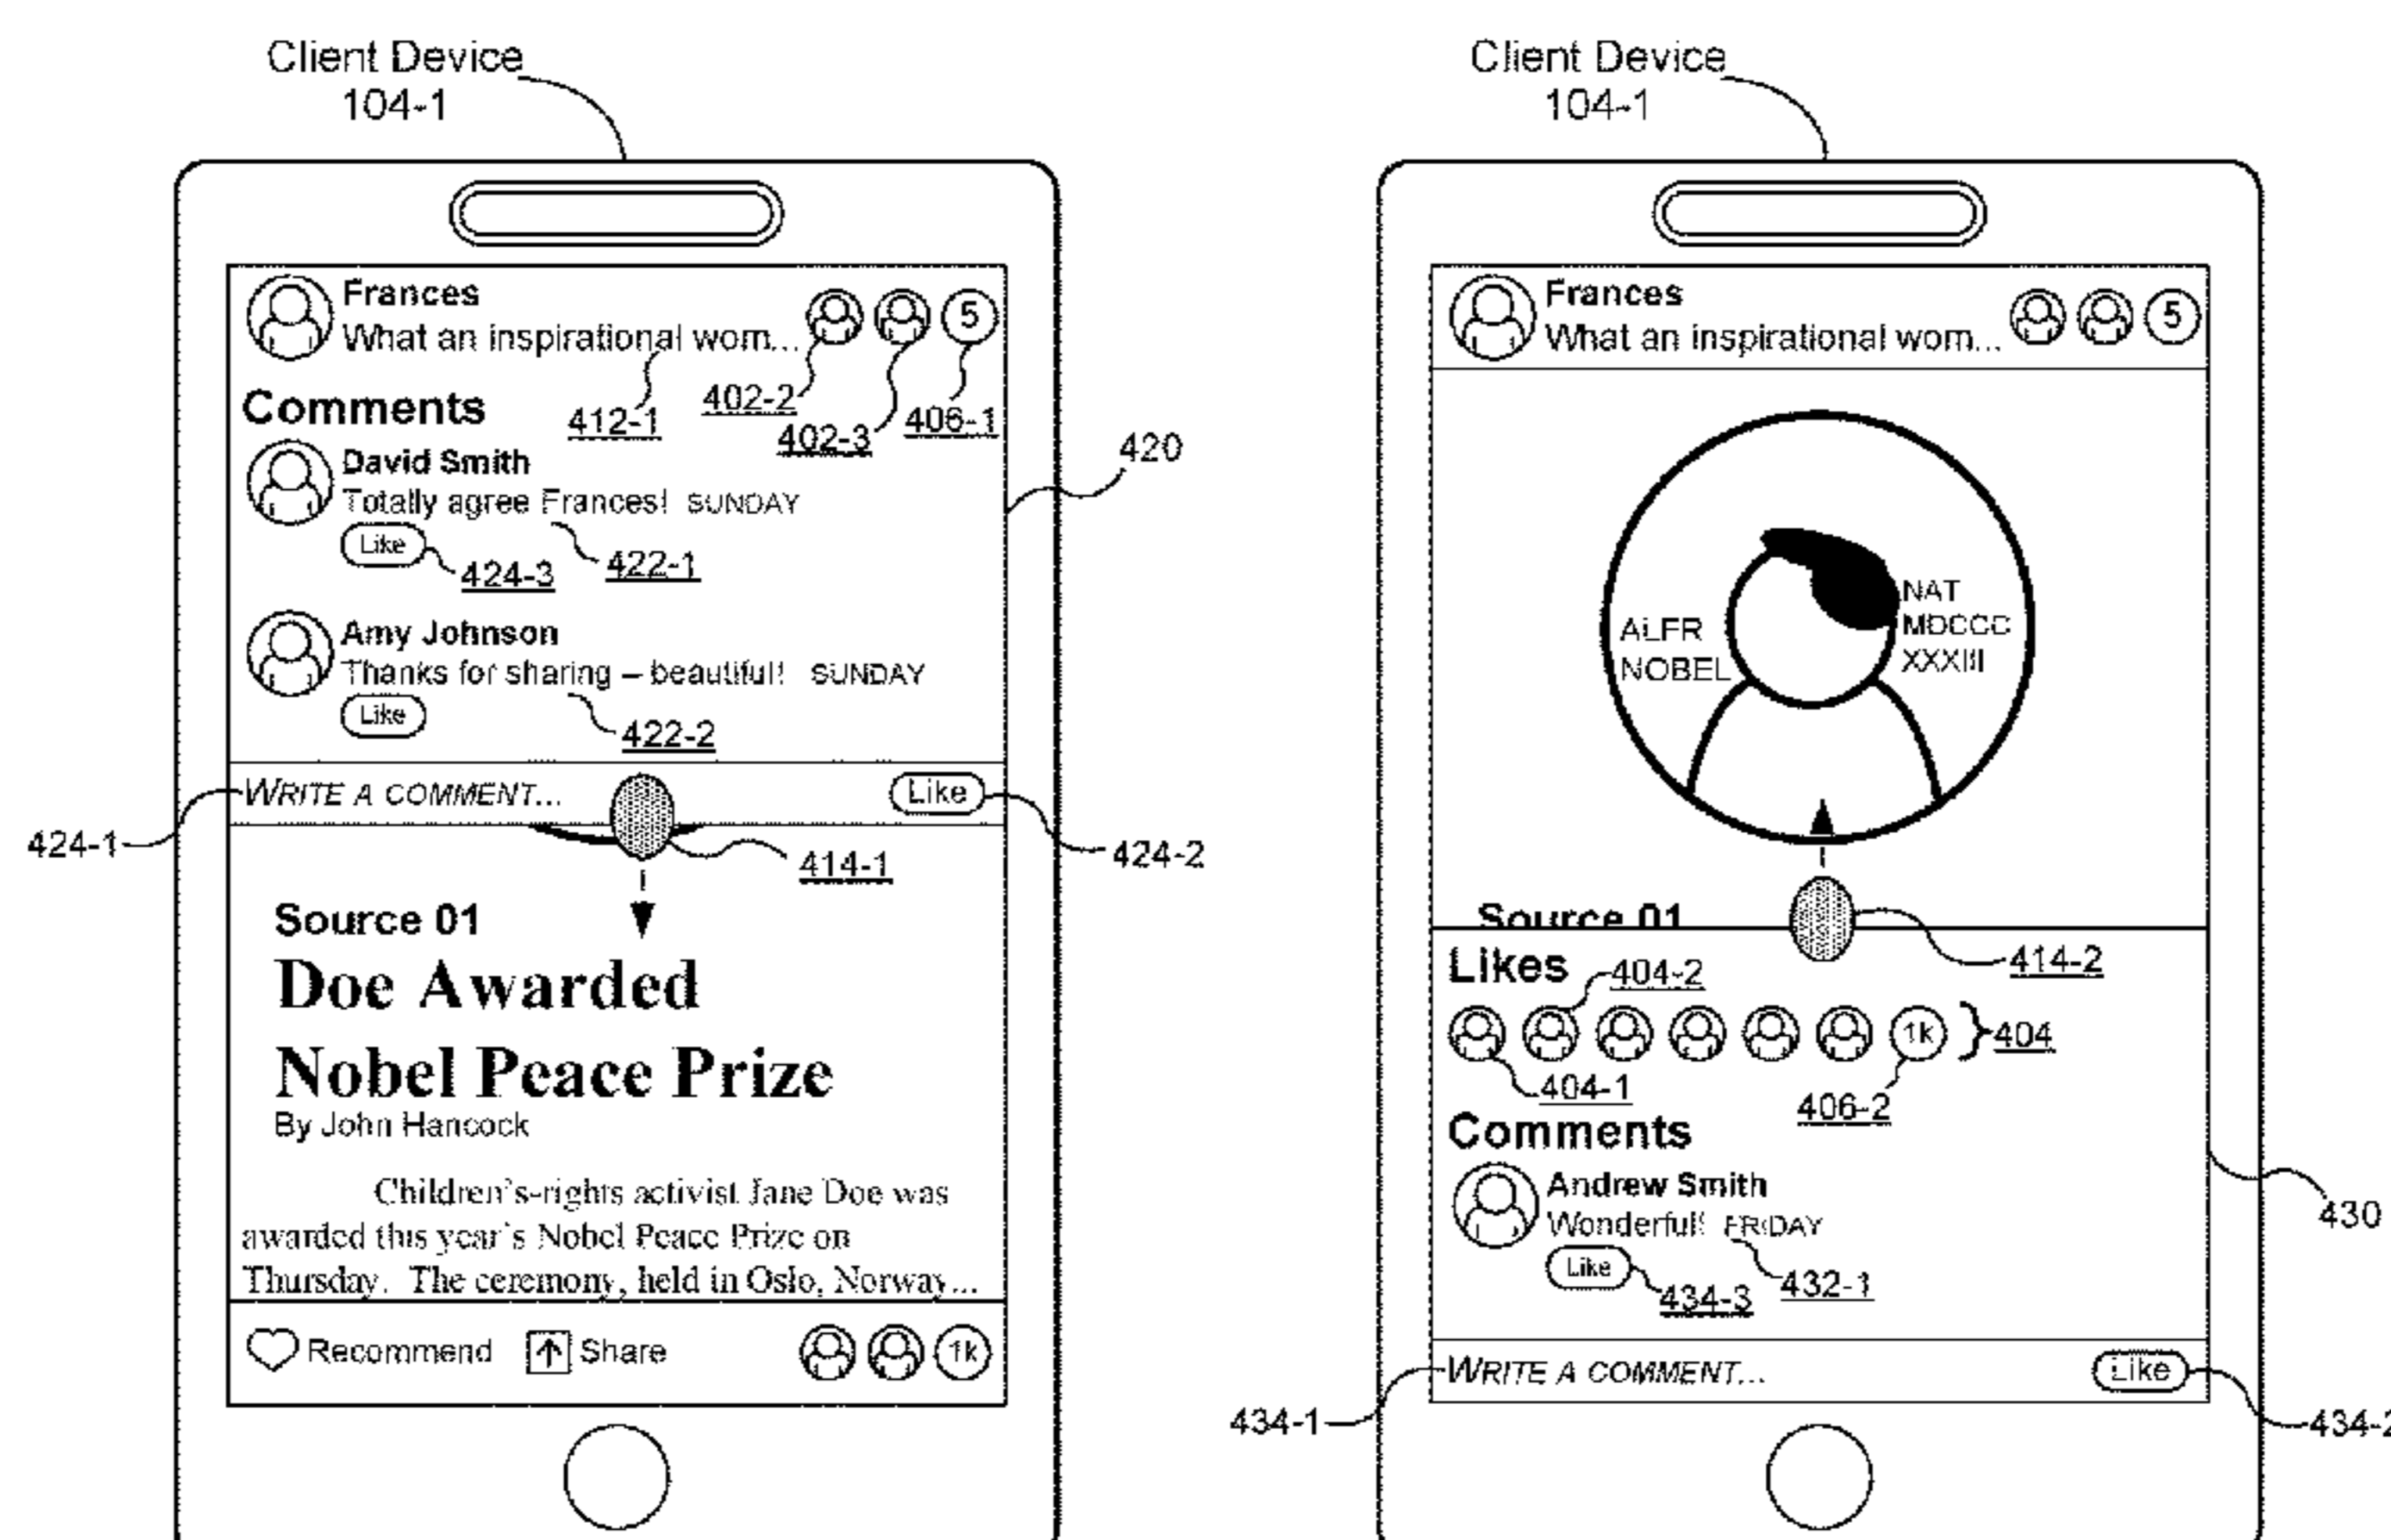 Client Device
104-1
Frances
What an inspirational wom...
5
412-1
402-2
402-3
406-1
Comments
David Smith
Totally agree Frances! SUNDAY
Like
424-3
422-1
420
Amy Johnson
Thanks for sharing – beautiful! SUNDAY
Like
422-2
WRITE A COMMENT...
Like
424-1
414-1
424-2
Source 01
Doe Awarded
Nobel Peace Prize
By John Hancock
Children's-rights activist Jane Doe was
awarded this year's Nobel Peace Prize on
Thursday. The ceremony, held in Oslo, Norway...
Recommend
Share
1k
Client Device
104-1
Frances
What an inspirational wom...
5
ALFR
NOBEL
NAT
MDCCC
XXXIII
Source 01
414-2
Likes
404-2
1k
404
404-1
406-2
Comments
Andrew Smith
Wonderful! FRIDAY
Like
434-3
432-1
430
WRITE A COMMENT...
Like
434-1
434-2